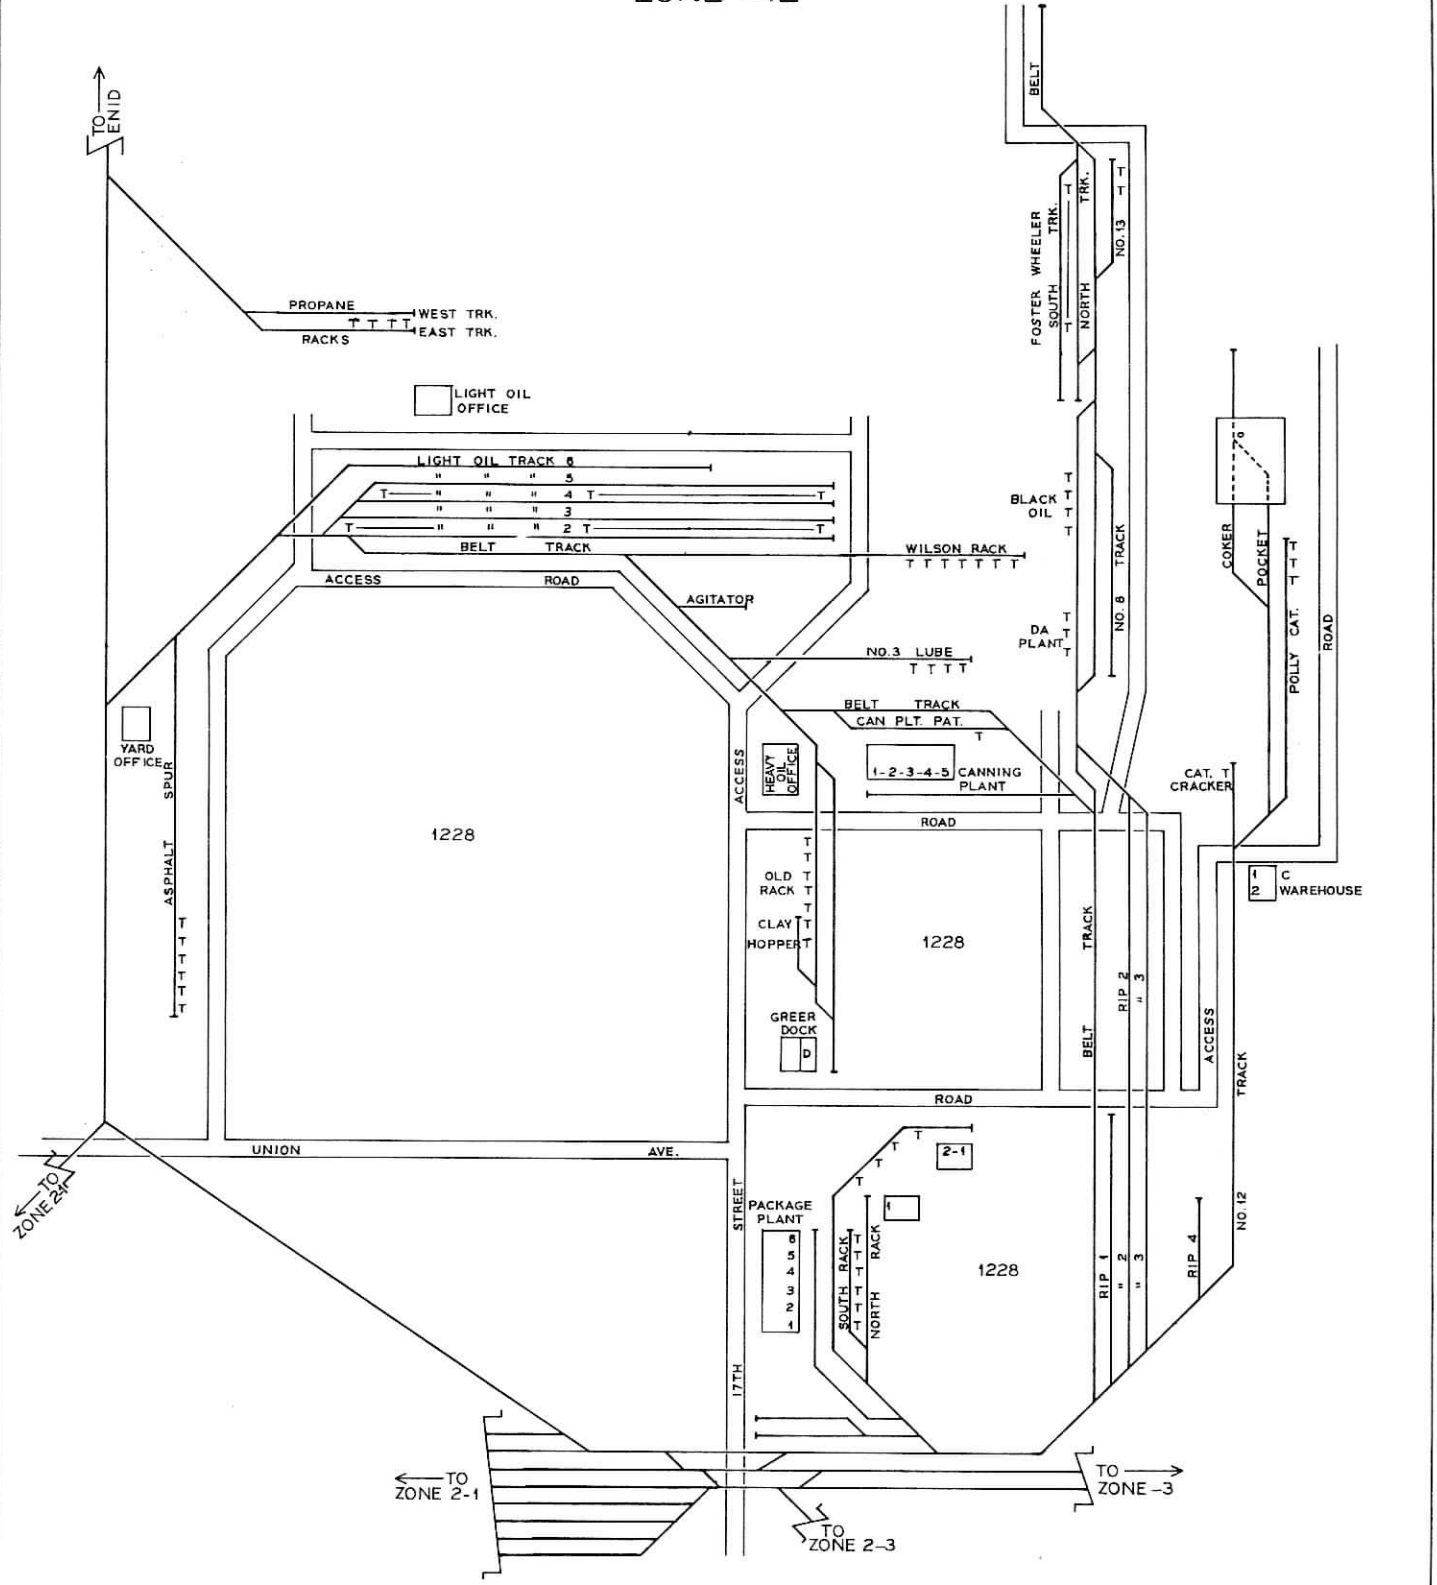 BELT
TO
ENID
FOSTER WHEELER
SOUTH TRK.
NORTH TRK.
T
T
T
T
NO.13
PROPANE
WEST TRK.
T T T T
EAST TRK.
RACKS
LIGHT OIL
OFFICE
LIGHT OIL TRACK 6
" " " 5
T " " " 4 T T
" " " 3
T " " " 2 T T
BELT TRACK
WILSON RACK
T T T T T T T
ACCESS ROAD
AGITATOR
BLACK
OIL
T
T
T
T
NO. 8 TRACK
DA
PLANT
T
T
T
COKER
POCKET
T
T
T
POLLY CAT.
ROAD
NO.3 LUBE
T T T T
BELT TRACK
CAN PLT. PAT.
T
YARD
OFFICE
ASPHALT SPUR
T
T
T
T
T
T
1228
ACCESS
HEAVY
OIL
OFFICE
1-2-3-4-5 CANNING
PLANT
CAT. T
CRACKER
ROAD
OLD
RACK
T
T
T
T
T
CLAY T T
HOPPER T
1228
1 C
2 WAREHOUSE
BELT TRACK
RIP 2
" 3
ACCESS
GREER
DOCK
D
ROAD
NO.12 TRACK
UNION AVE.
TO
ZONE 2-1
17TH STREET
T
T
T
T
2-1
1
PACKAGE
PLANT
6
5
4
3
2
1
SOUTH RACK
T
T
T
T
T
T
NORTH RACK
1228
RIP 1
" 2
" 3
RIP 4
TO
ZONE 2-1
TO
ZONE -3
TO
ZONE 2-3